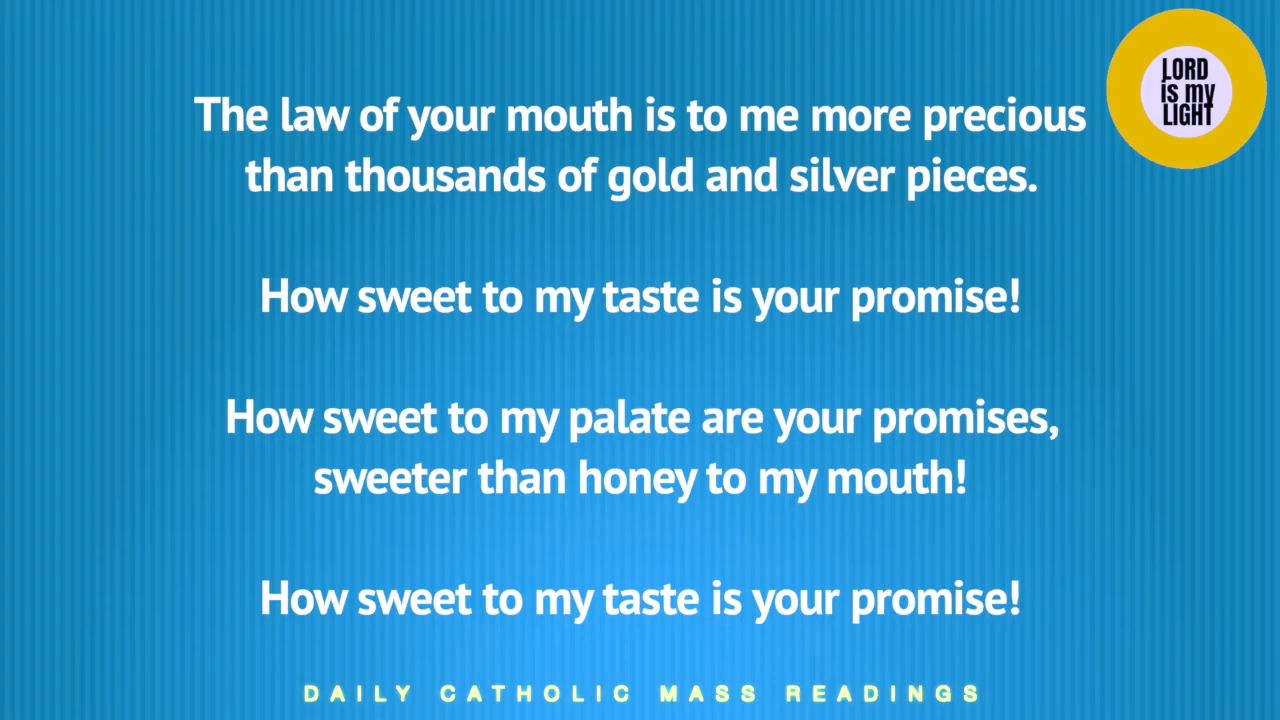 LORD
is my
LIGHT
The law of your mouth is to me more precious
than thousands of gold and silver pieces.
How sweet to my taste is your promise!
How sweet to my palate are your promises,
sweeter than honey to my mouth!
How sweet to my taste is your promise!
DAILY CATHOLIC MASS READINGS